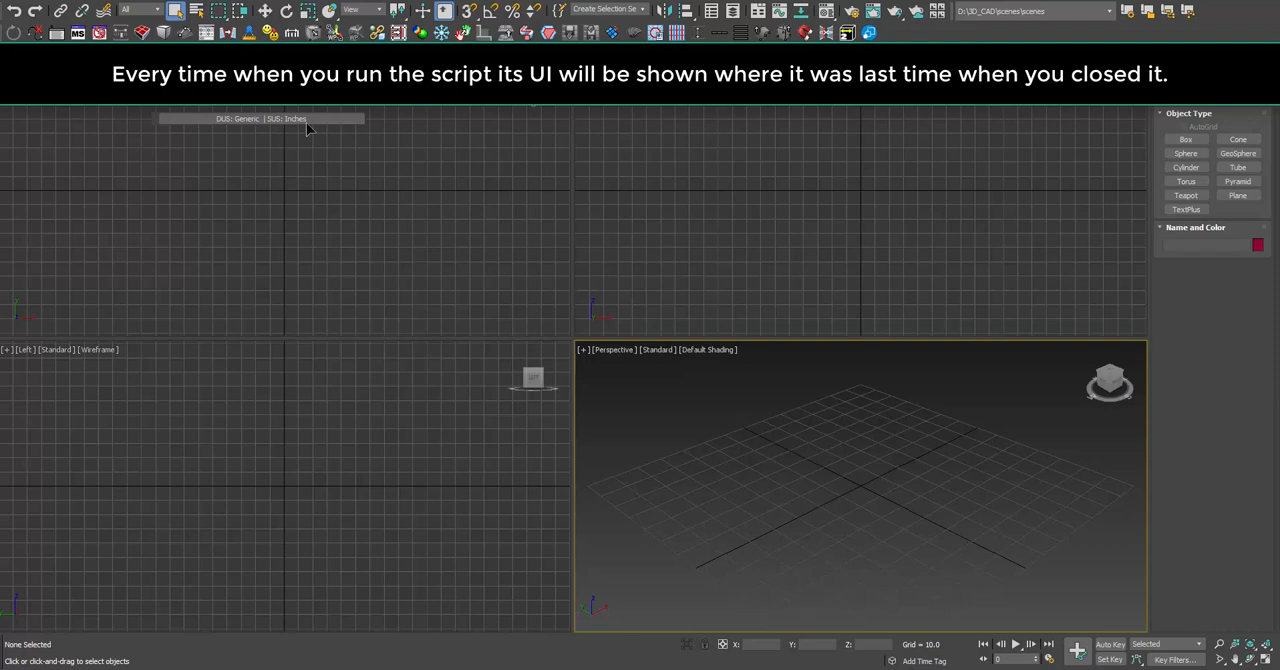 All
View
Create Selection Se
D:\3D_CAD\scenes\scenes
MS
Every time when you run the script its UI will be shown where it was last time when you closed it.
DUS: Generic | SUS: Inches
Object Type
AutoGrid
Box
Cone
Sphere
GeoSphere
Cylinder
Tube
Torus
Pyramid
Teapot
Plane
TextPlus
Name and Color
[+] [Left] [Standard] [Wireframe]
[+] [Perspective] [Standard] [Default Shading]
None Selected
Click or click-and-drag to select objects
X:
Y:
Z:
Grid = 10.0
Add Time Tag
0
Auto Key
Selected
Set Key
Key Filters...